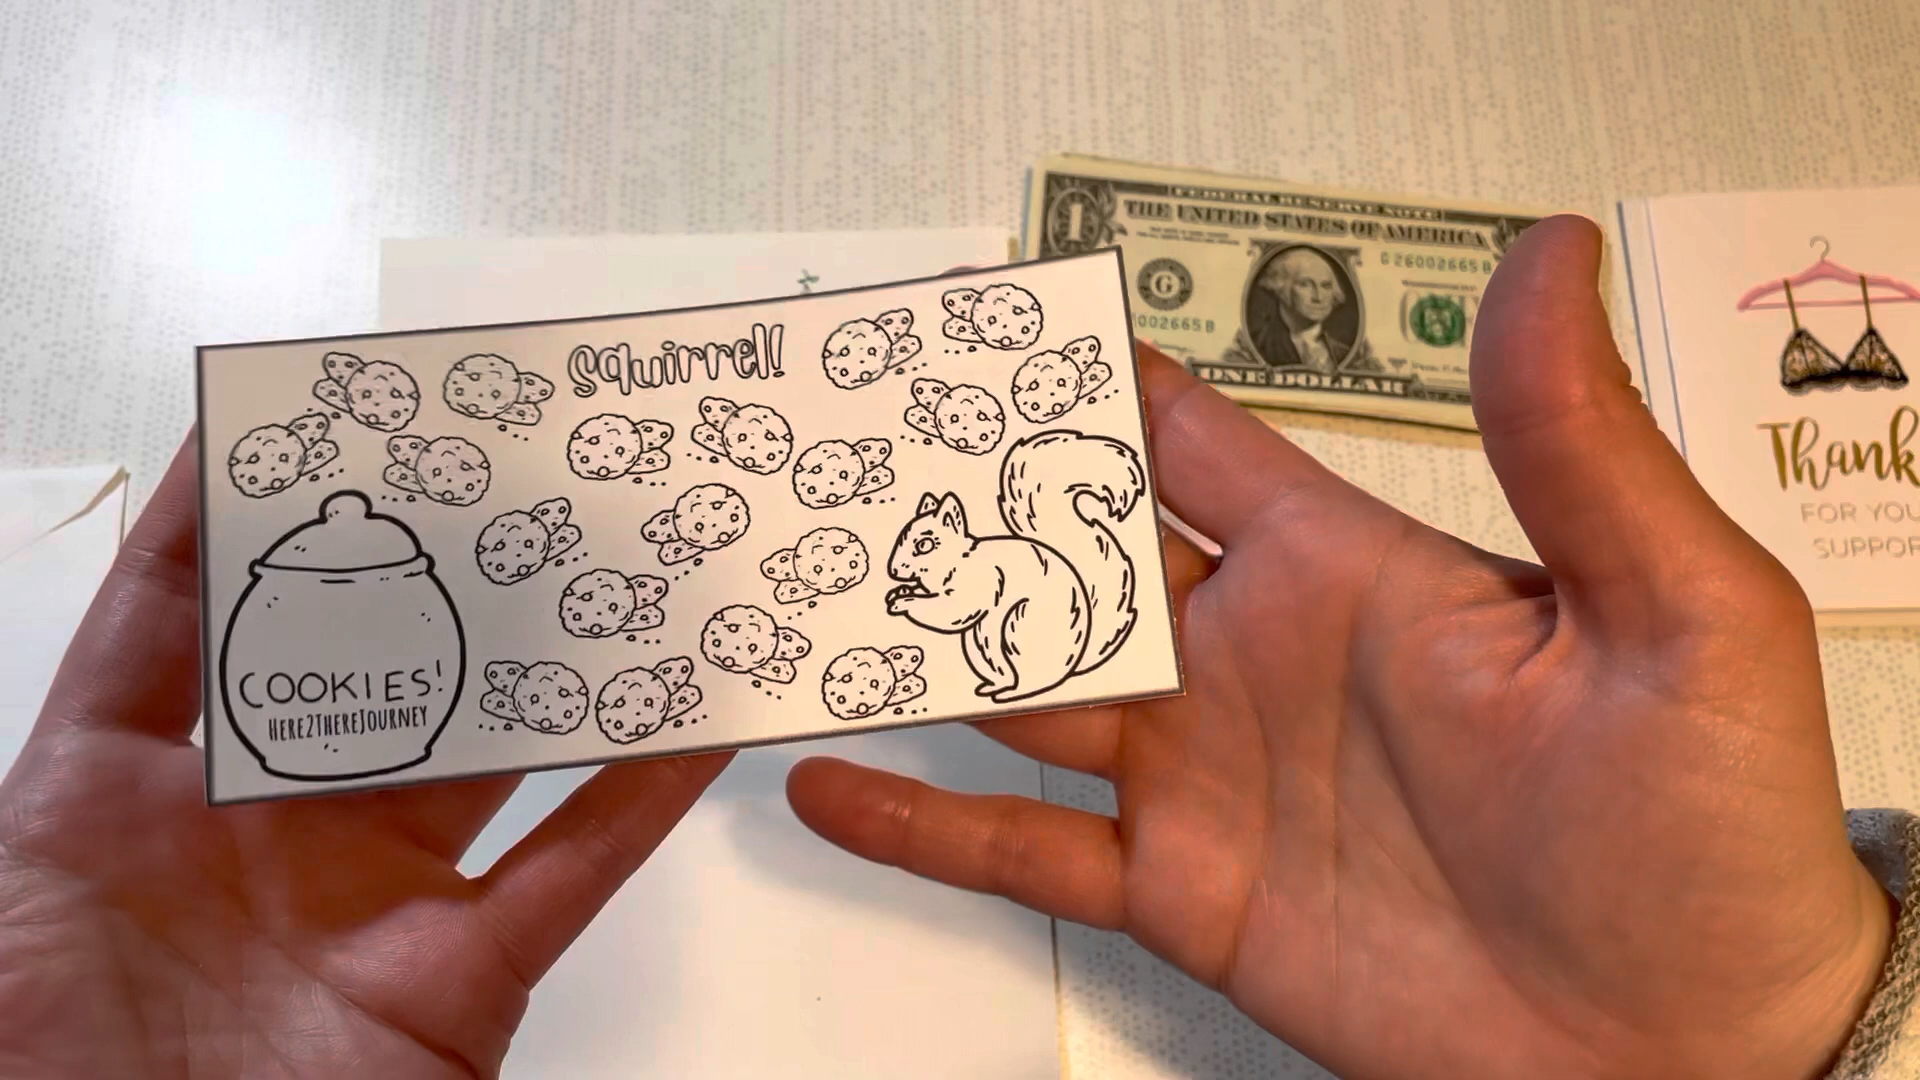 squirrel!
COOKIES!
HERE2THEREJOURNEY
FEDERAL RESERVE NOTE
THE UNITED STATES OF AMERICA
1
G 26002665 B
G
002665 B
ONE DOLLAR
Thank
FOR YOU
SUPPOR